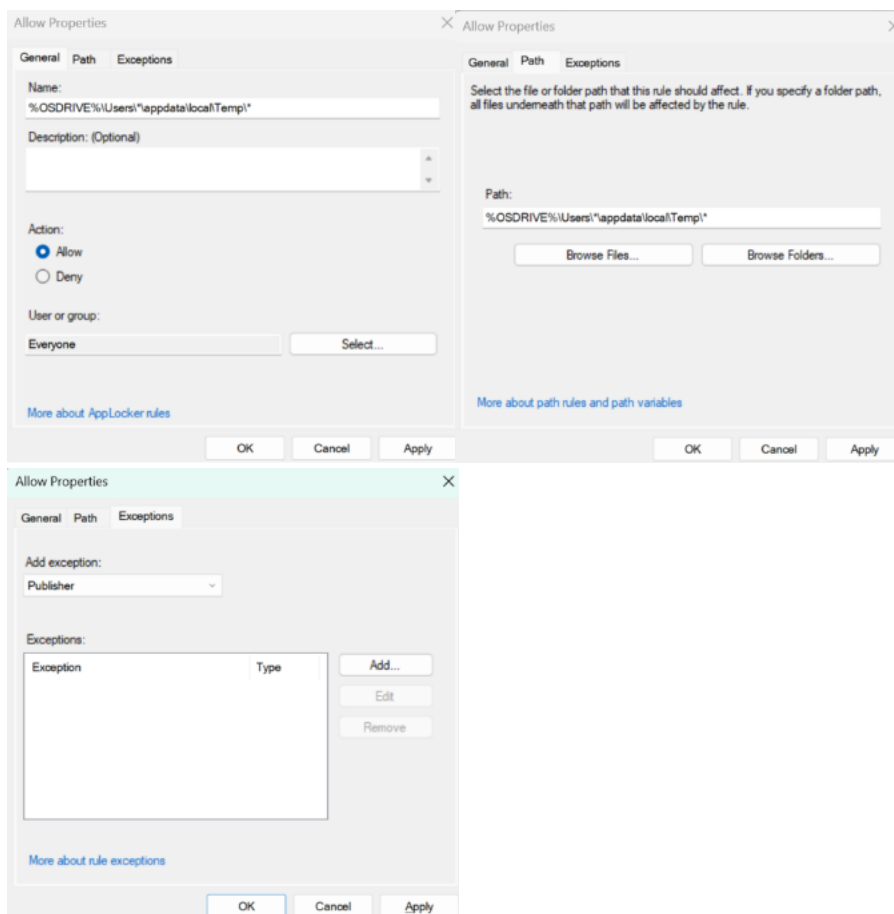 Allow Properties
General Path Exceptions
Name:
%OSDRIVE%\Users\*\appdata\local\Temp\*
Description: (Optional)
Action:
Allow
Deny
User or group:
Everyone
Select...
More about AppLocker rules
OK Cancel Apply
Allow Properties
General Path Exceptions
Select the file or folder path that this rule should affect. If you specify a folder path,
all files underneath that path will be affected by the rule.
Path:
%OSDRIVE%\Users\*\appdata\local\Temp\*
Browse Files... Browse Folders...
More about path rules and path variables
OK Cancel Apply
Allow Properties
General Path Exceptions
Add exception:
Publisher
Exceptions:
Exception Type
Add...
Edit
Remove
More about rule exceptions
OK Cancel Apply